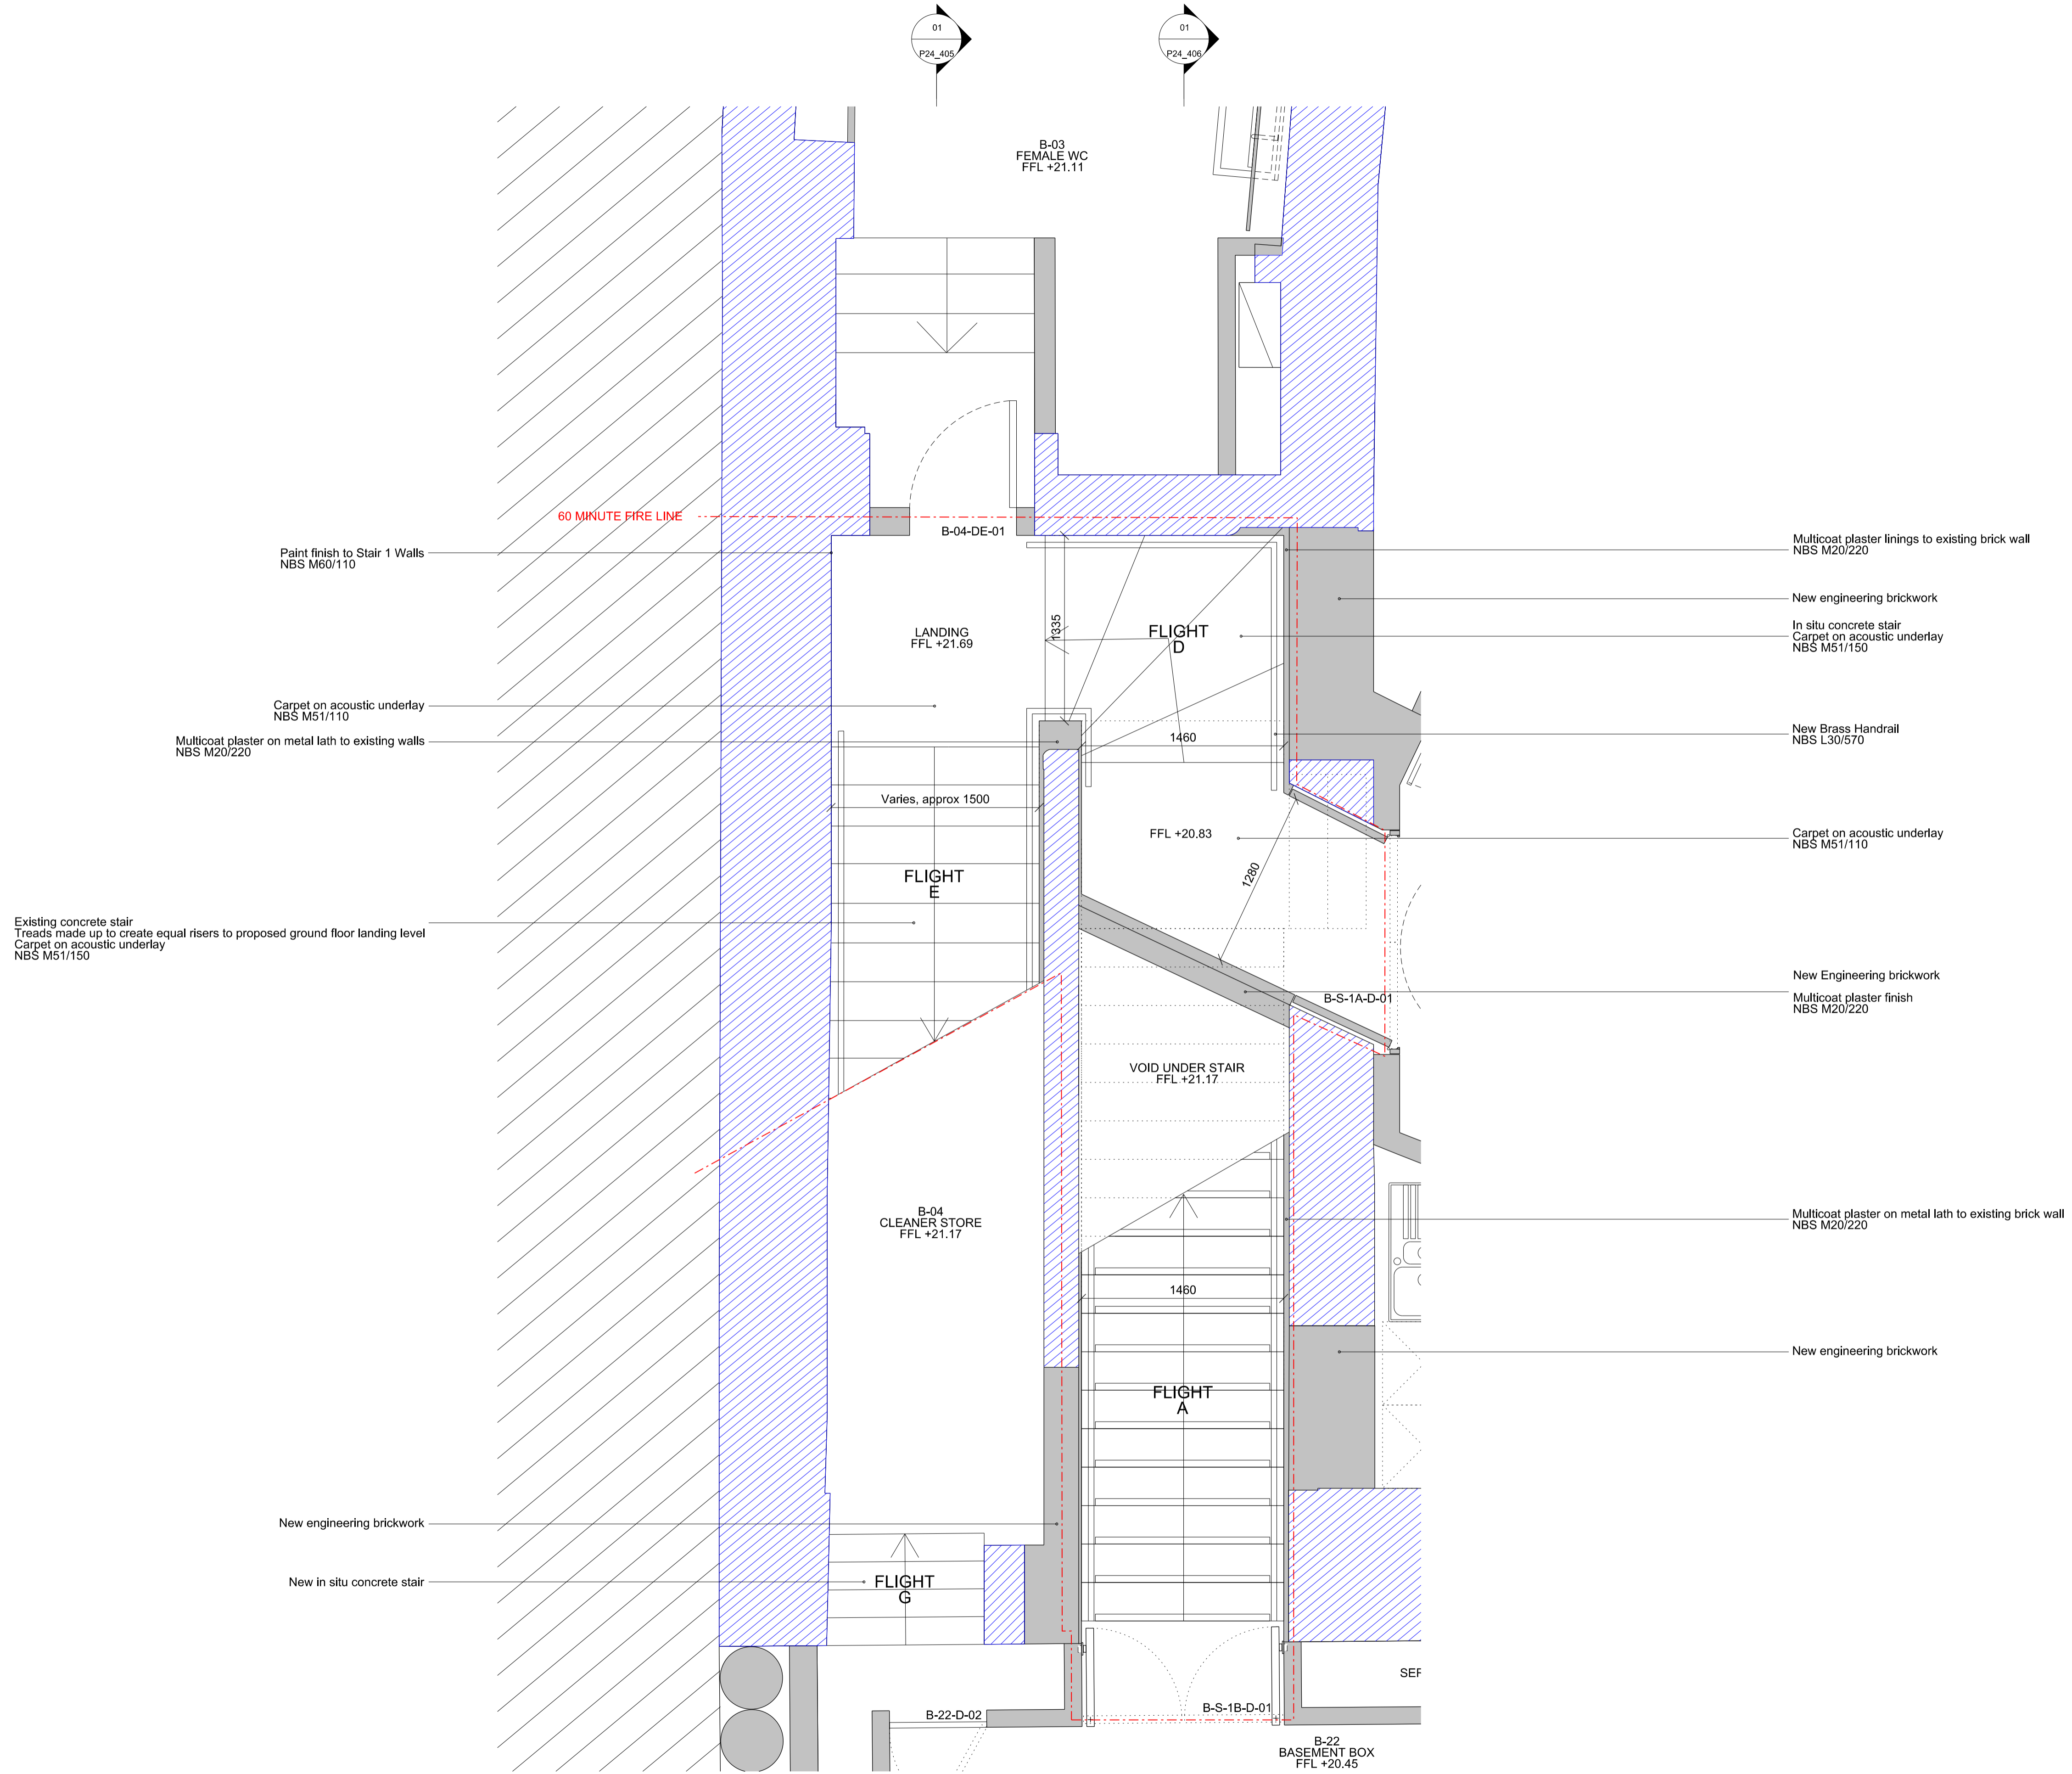 01
P24_405
01
P24_406
B-03
FEMALE WC
FFL +21.11
60 MINUTE FIRE LINE
B-04-DE-01
Paint finish to Stair 1 Walls
NBS M60/110
Multicoat plaster linings to existing brick wall
NBS M20/220
New engineering brickwork
1335
LANDING
FFL +21.69
FLIGHT
D
In situ concrete stair
Carpet on acoustic underlay
NBS M51/150
Carpet on acoustic underlay
NBS M51/110
Multicoat plaster on metal lath to existing walls
NBS M20/220
1460
New Brass Handrail
NBS L30/570
Varies, approx 1500
FFL +20.83
Carpet on acoustic underlay
NBS M51/110
1280
FLIGHT
E
Existing concrete stair
Treads made up to create equal risers to proposed ground floor landing level
Carpet on acoustic underlay
NBS M51/150
New Engineering brickwork
Multicoat plaster finish
NBS M20/220
B-S-1A-D-01
VOID UNDER STAIR
FFL +21.17
B-04
CLEANER STORE
FFL +21.17
Multicoat plaster on metal lath to existing brick wall
NBS M20/220
1460
New engineering brickwork
FLIGHT
A
New engineering brickwork
New in situ concrete stair
FLIGHT
G
SEF
B-22-D-02
B-S-1B-D-01
B-22
BASEMENT BOX
FFL +20.45